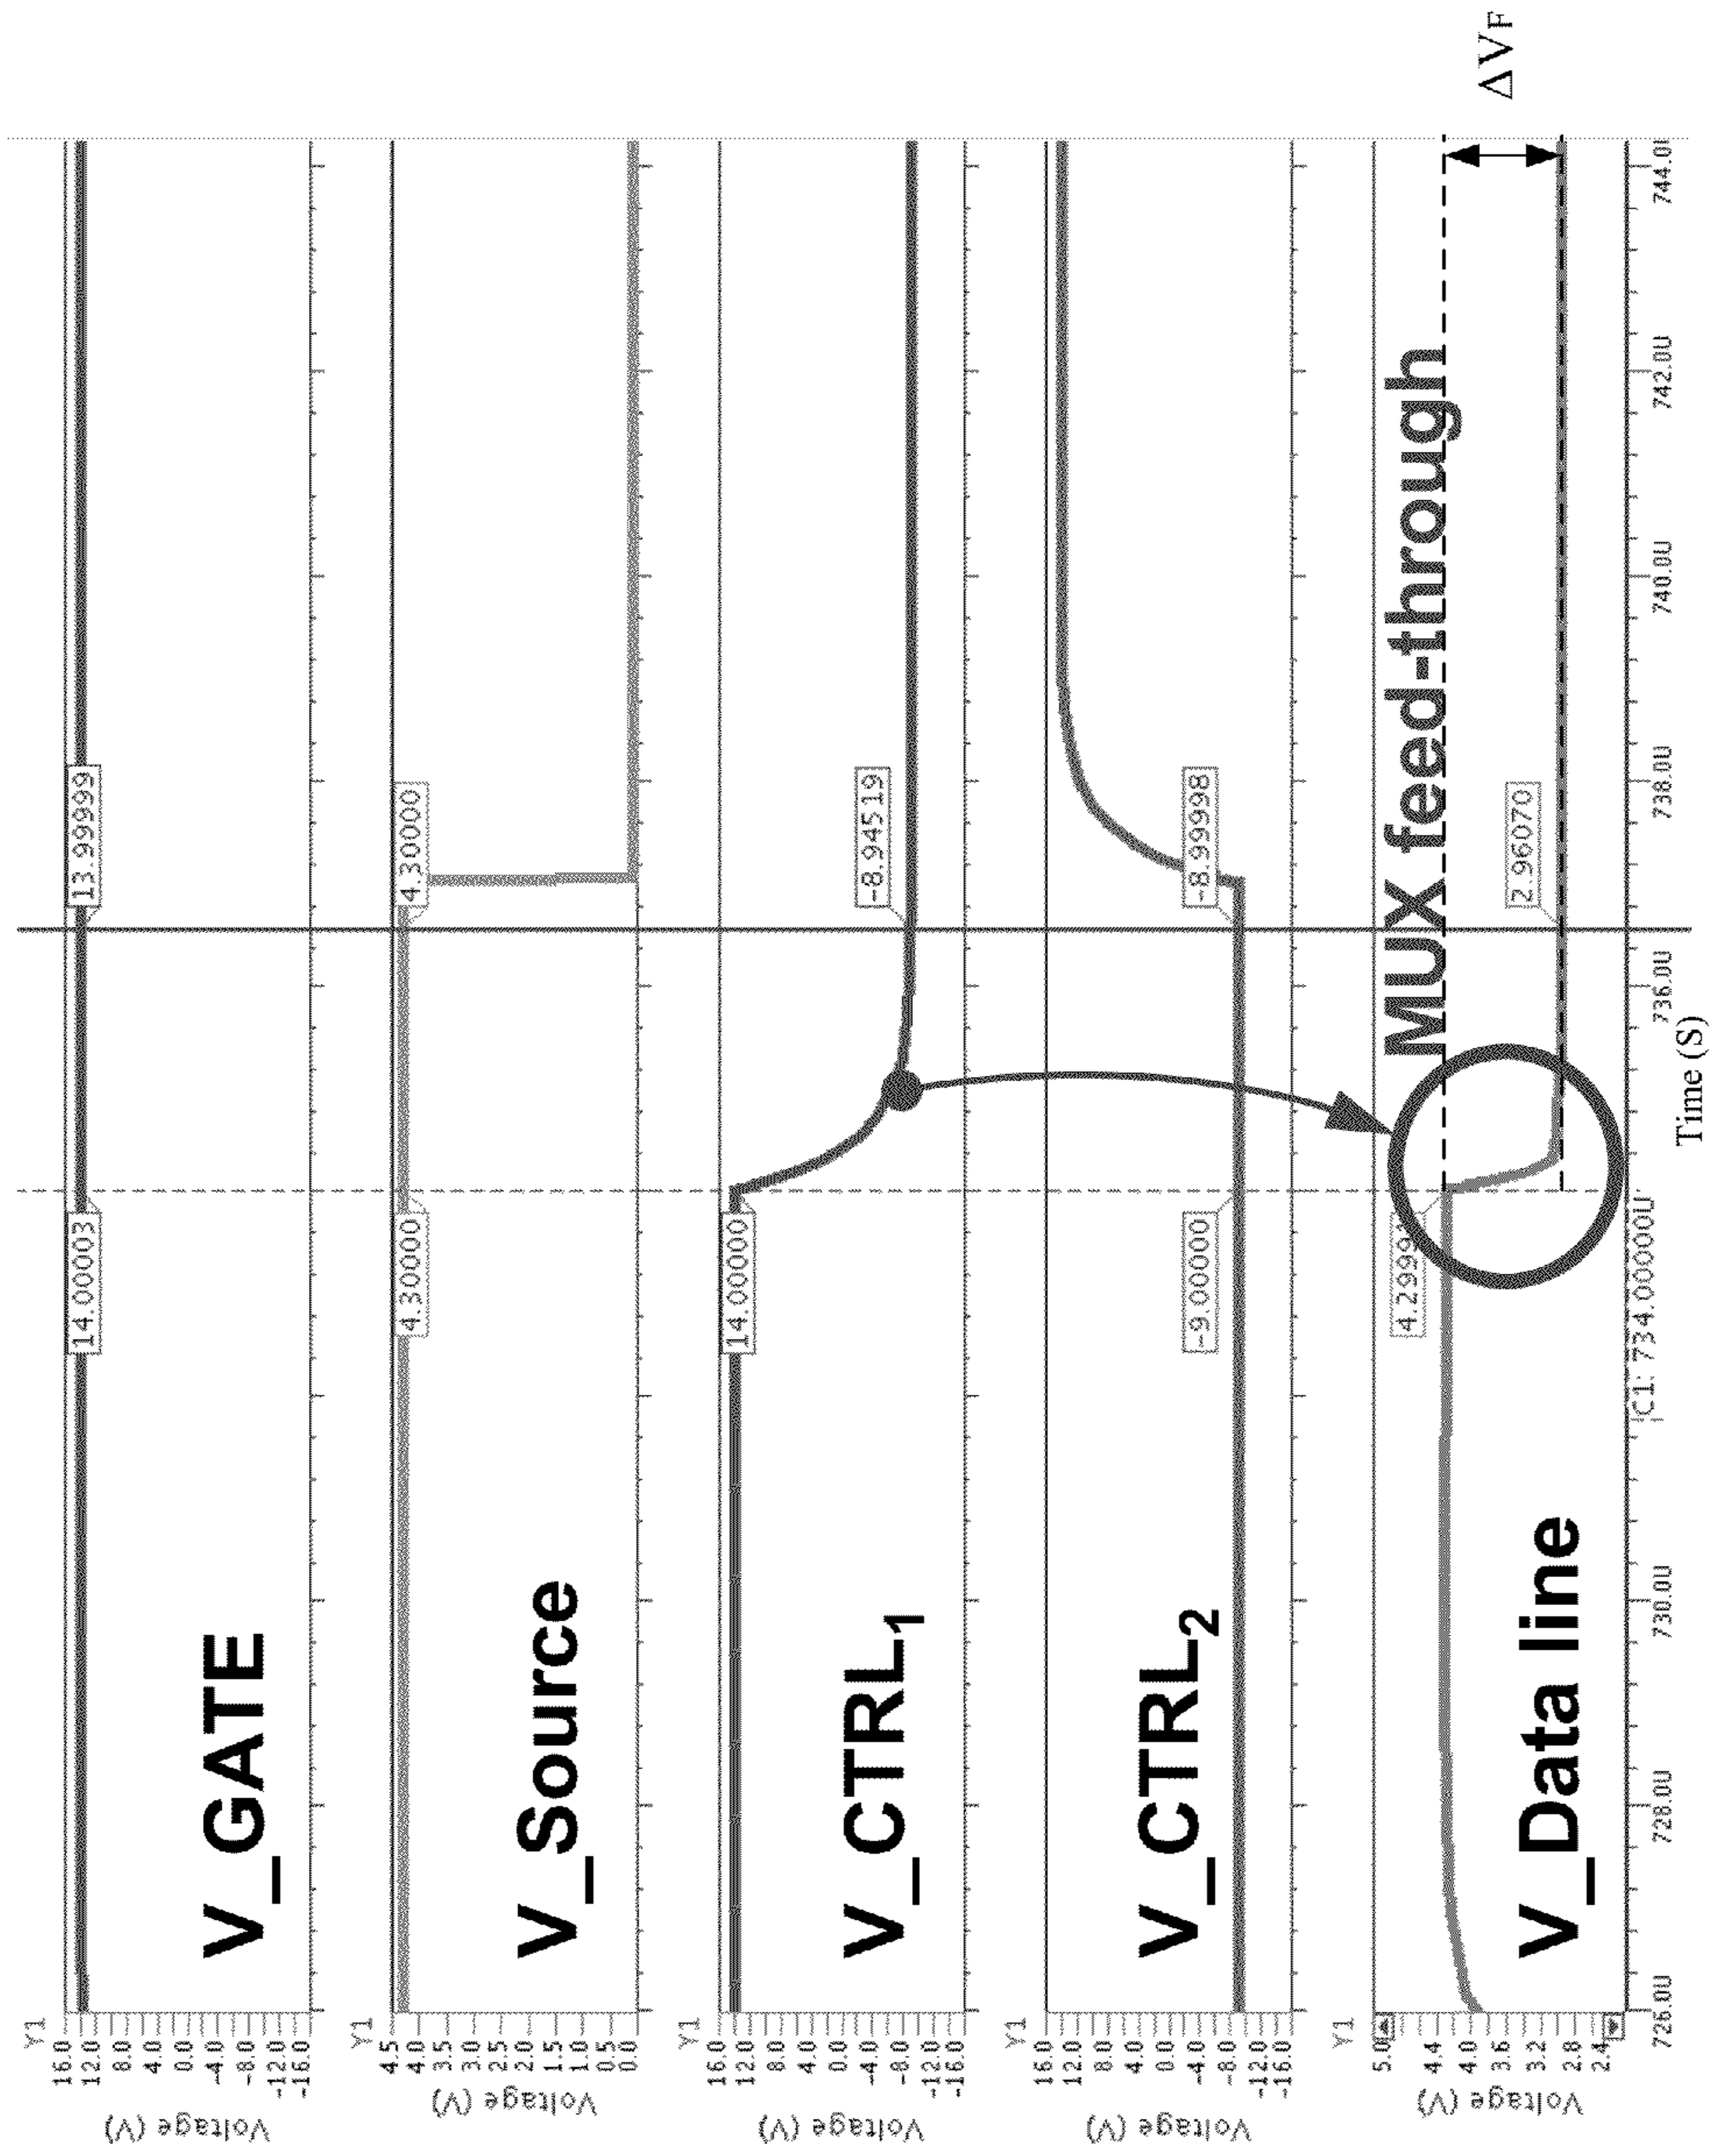 Y1
16.0
12.0
8.0
4.0
0.0
-4.0
-8.0
-12.0
-16.0
Voltage (V)
V_GATE
14.00003
13.99999
Y1
4.5
4.0
3.5
3.0
2.5
2.0
1.5
1.0
0.5
0.0
Voltage (V)
V_Source
4.30000
4.30000
Y1
16.0
12.0
8.0
4.0
0.0
-4.0
-8.0
-12.0
-16.0
Voltage (V)
V_CTRL1
14.00000
-8.94519
Y1
16.0
12.0
8.0
4.0
0.0
-4.0
-8.0
-12.0
-16.0
Voltage (V)
V_CTRL2
-9.00000
-8.99998
Y1
5.0
4.4
4.0
3.6
3.2
2.8
2.4
Voltage (V)
V_Data line
MUX feed-through
2.96070
ΔVF
726.0U
728.0U
730.0U
C1: 734.0000U
736.0U
738.0U
740.0U
742.0U
Time (S)